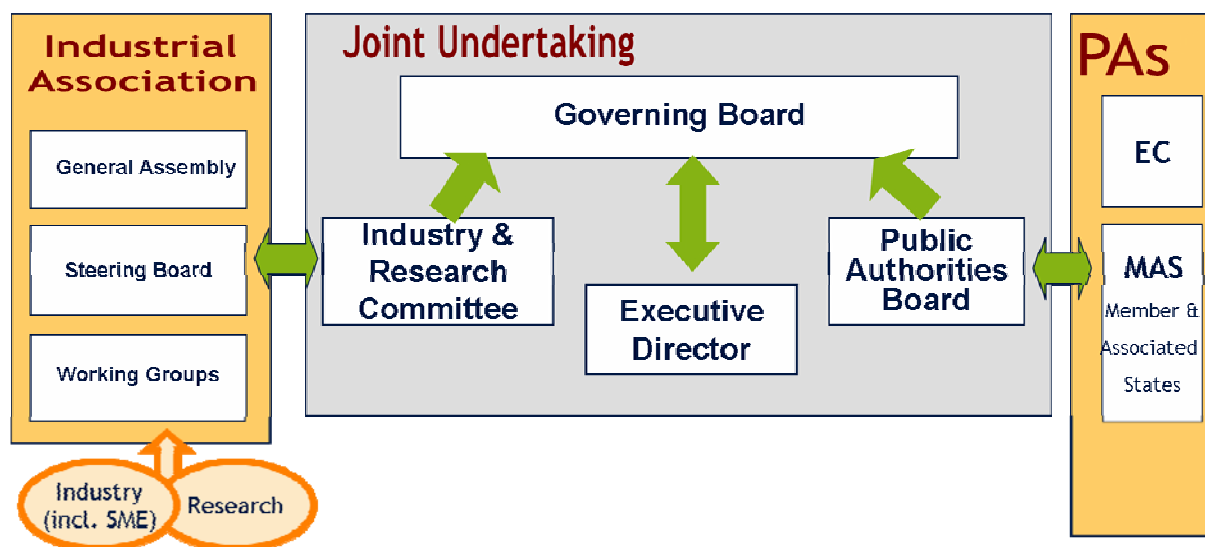 Industrial
Association
General Assembly
Steering Board
Working Groups
Industry
(incl. SME)
Research
Joint Undertaking
Governing Board
Industry &
Research
Committee
Executive
Director
Public
Authorities
Board
PAs
EC
MAS
Member &
Associated
States